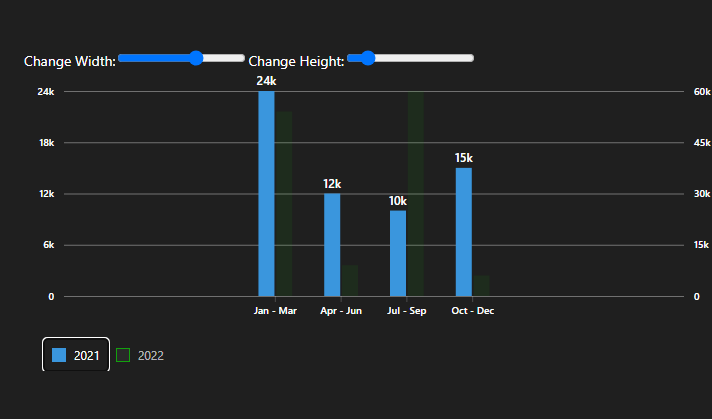 Change Width: Change Height:
24k
24k 60k
18k 45k
15k
12k
12k 30k
10k
6k 15k
0 0
Jan - Mar Apr - Jun Jul - Sep Oct - Dec
2021 2022